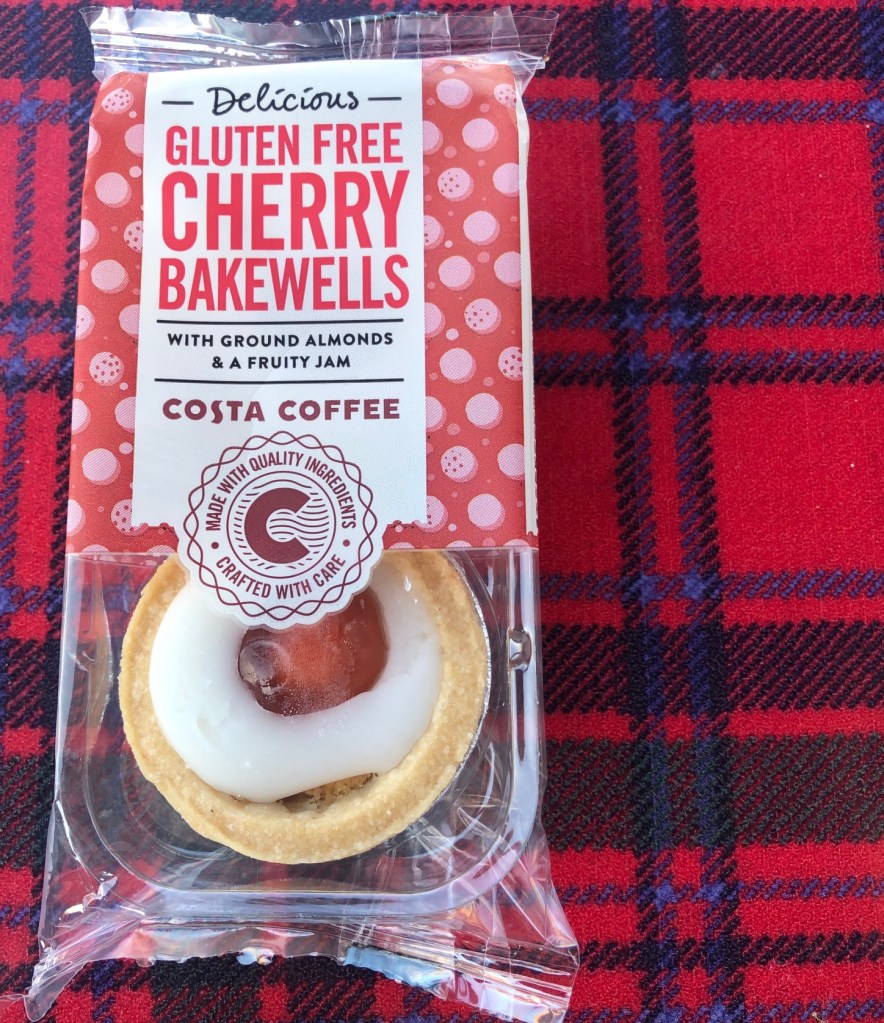 Delicious
GLUTEN FREE
CHERRY
BAKEWELLS
WITH GROUND ALMONDS
& A FRUITY JAM
COSTA COFFEE
MADE WITH QUALITY INGREDIENTS
C
CRAFTED WITH CARE